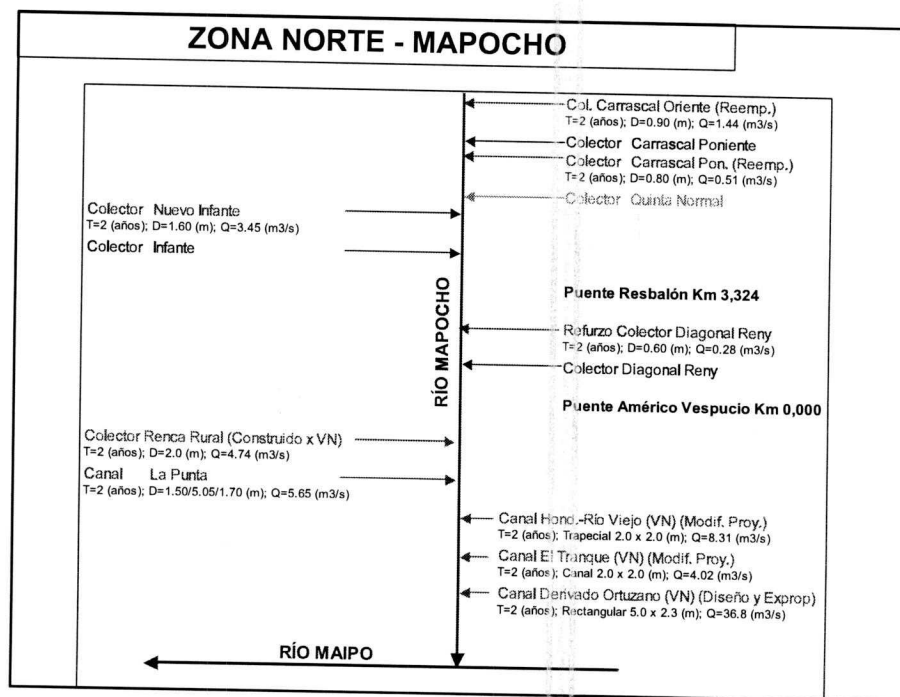 ZONA NORTE - MAPOCHO
Col. Carrascal Oriente (Reemp.)
T=2 (años); D=0.90 (m); Q=1.44 (m3/s)
Colector Carrascal Poniente
Colector Carrascal Pon. (Reemp.)
T=2 (años); D=0.80 (m); Q=0.51 (m3/s)
Colector Quinta Normal
Colector Nuevo Infante
T=2 (años); D=1.60 (m); Q=3.45 (m3/s)
Colector Infante
RÍO MAPOCHO
Puente Resbalón Km 3,324
Refurzo Colector Diagonal Reny
T=2 (años); D=0.60 (m); Q=0.28 (m3/s)
Colector Diagonal Reny
Puente Américo Vespucio Km 0,000
Colector Renca Rural (Construido x VN)
T=2 (años); D=2.0 (m); Q=4.74 (m3/s)
Canal La Punta
T=2 (años); D=1.50/5.05/1.70 (m); Q=5.65 (m3/s)
Canal Hond.-Río Viejo (VN) (Modif. Proy.)
T=2 (años); Trapecial 2.0 x 2.0 (m); Q=8.31 (m3/s)
Canal El Tranque (VN) (Modif. Proy.)
T=2 (años); Canal 2.0 x 2.0 (m); Q=4.02 (m3/s)
Canal Derivado Ortuzano (VN) (Diseño y Exprop)
T=2 (años); Rectangular 5.0 x 2.3 (m); Q=36.8 (m3/s)
RÍO MAIPO